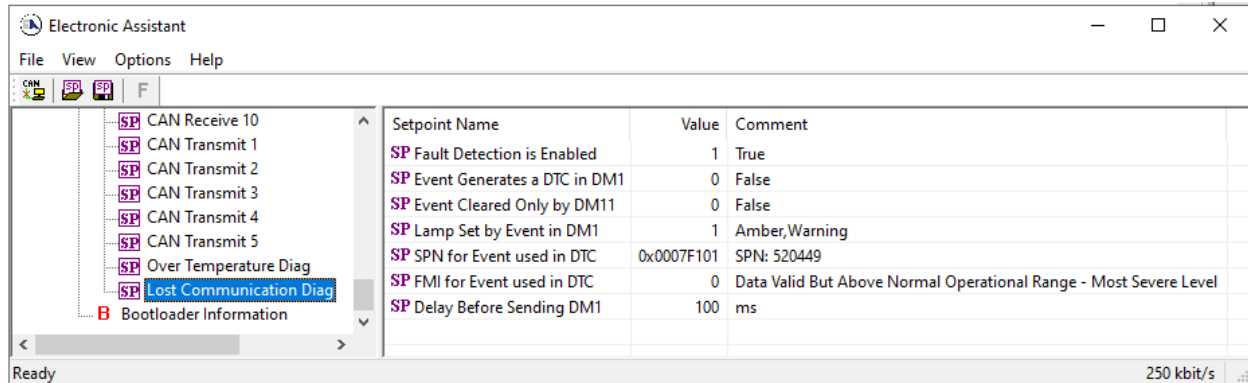 Electronic Assistant
File View Options Help
CAN SP SP F
SP CAN Receive 10
SP CAN Transmit 1
SP CAN Transmit 2
SP CAN Transmit 3
SP CAN Transmit 4
SP CAN Transmit 5
SP Over Temperature Diag
SP Lost Communication Diag
B Bootloader Information
Setpoint Name Value Comment
SP Fault Detection is Enabled 1 True
SP Event Generates a DTC in DM1 0 False
SP Event Cleared Only by DM11 0 False
SP Lamp Set by Event in DM1 1 Amber,Warning
SP SPN for Event used in DTC 0x0007F101 SPN: 520449
SP FMI for Event used in DTC 0 Data Valid But Above Normal Operational Range - Most Severe Level
SP Delay Before Sending DM1 100 ms
Ready 250 kbit/s